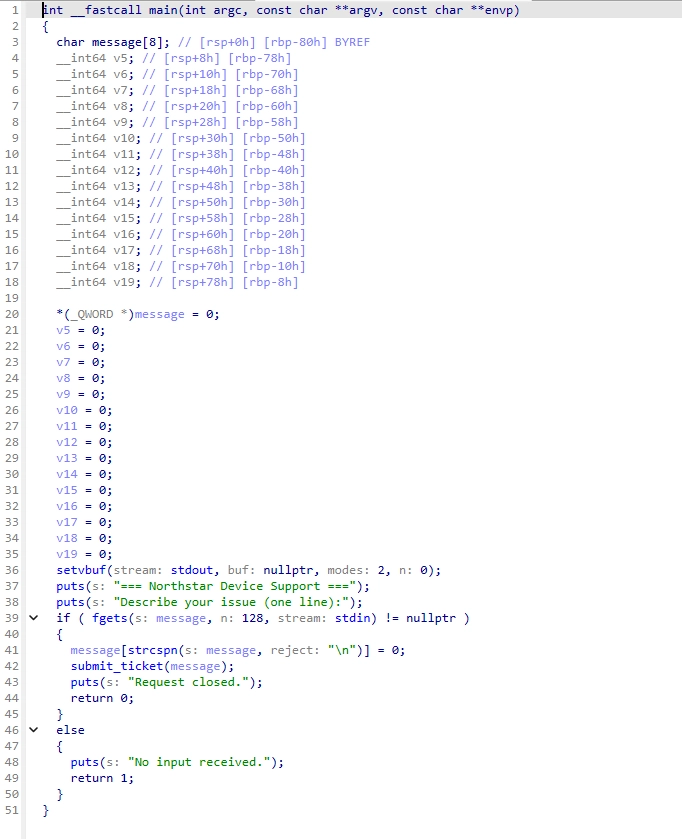 1 int __fastcall main(int argc, const char **argv, const char **envp)
2 {
3   char message[8]; // [rsp+0h] [rbp-80h] BYREF
4   __int64 v5; // [rsp+8h] [rbp-78h]
5   __int64 v6; // [rsp+10h] [rbp-70h]
6   __int64 v7; // [rsp+18h] [rbp-68h]
7   __int64 v8; // [rsp+20h] [rbp-60h]
8   __int64 v9; // [rsp+28h] [rbp-58h]
9   __int64 v10; // [rsp+30h] [rbp-50h]
10   __int64 v11; // [rsp+38h] [rbp-48h]
11   __int64 v12; // [rsp+40h] [rbp-40h]
12   __int64 v13; // [rsp+48h] [rbp-38h]
13   __int64 v14; // [rsp+50h] [rbp-30h]
14   __int64 v15; // [rsp+58h] [rbp-28h]
15   __int64 v16; // [rsp+60h] [rbp-20h]
16   __int64 v17; // [rsp+68h] [rbp-18h]
17   __int64 v18; // [rsp+70h] [rbp-10h]
18   __int64 v19; // [rsp+78h] [rbp-8h]
19
20   *(_QWORD *)message = 0;
21   v5 = 0;
22   v6 = 0;
23   v7 = 0;
24   v8 = 0;
25   v9 = 0;
26   v10 = 0;
27   v11 = 0;
28   v12 = 0;
29   v13 = 0;
30   v14 = 0;
31   v15 = 0;
32   v16 = 0;
33   v17 = 0;
34   v18 = 0;
35   v19 = 0;
36   setvbuf(stream: stdout, buf: nullptr, modes: 2, n: 0);
37   puts(s: "=== Northstar Device Support ===");
38   puts(s: "Describe your issue (one line):");
39   if ( fgets(s: message, n: 128, stream: stdin) != nullptr )
40   {
41     message[strcspn(s: message, reject: "\n")] = 0;
42     submit_ticket(message);
43     puts(s: "Request closed.");
44     return 0;
45   }
46   else
47   {
48     puts(s: "No input received.");
49     return 1;
50   }
51 }